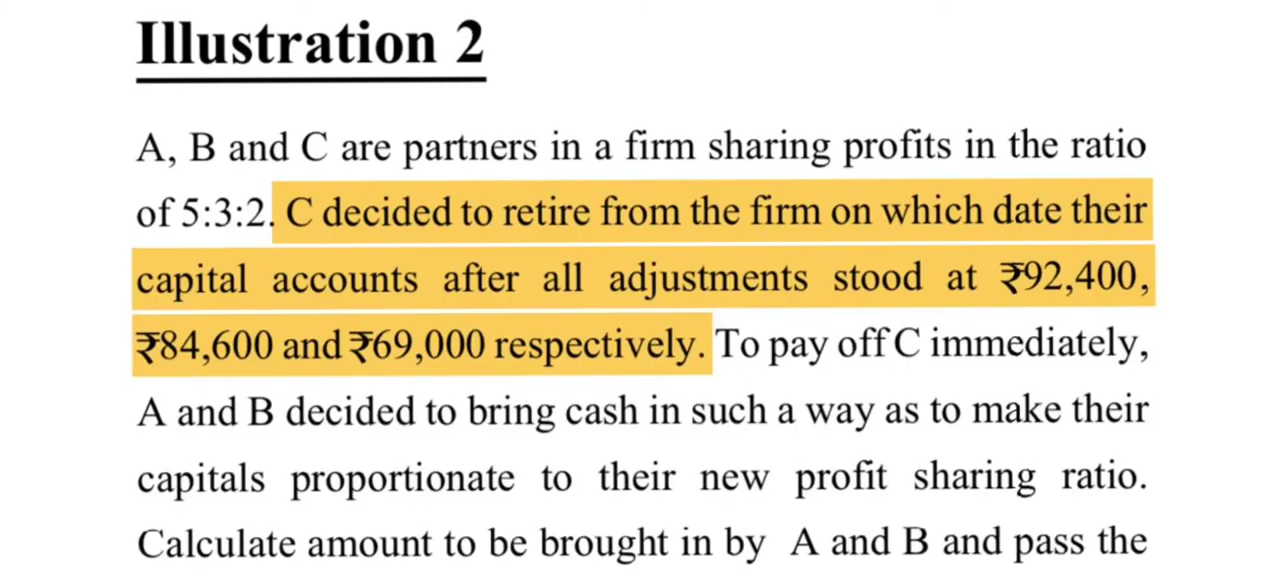 Illustration 2
A, B and C are partners in a firm sharing profits in the ratio
of 5:3:2. C decided to retire from the firm on which date their
capital accounts after all adjustments stood at ₹92,400,
₹84,600 and ₹69,000 respectively. To pay off C immediately,
A and B decided to bring cash in such a way as to make their
capitals proportionate to their new profit sharing ratio.
Calculate amount to be brought in by A and B and pass the